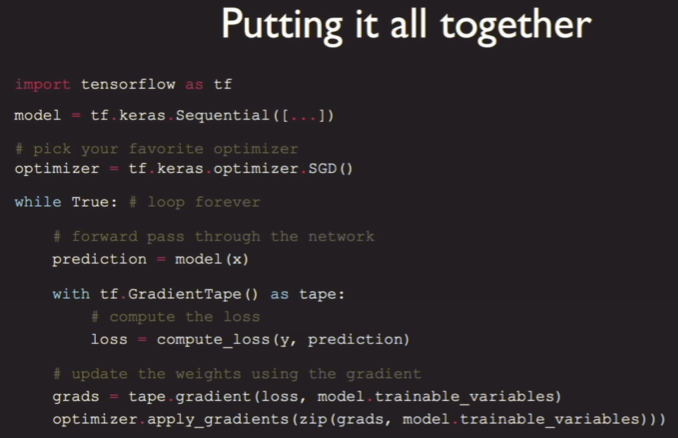 Putting it all together
import tensorflow as tf
model = tf.keras.Sequential([...])
# pick your favorite optimizer
optimizer = tf.keras.optimizer.SGD()
while True: # loop forever
# forward pass through the network
prediction = model(x)
with tf.GradientTape() as tape:
# compute the loss
loss = compute_loss(y, prediction)
# update the weights using the gradient
grads = tape.gradient(loss, model.trainable_variables)
optimizer.apply_gradients(zip(grads, model.trainable_variables)))